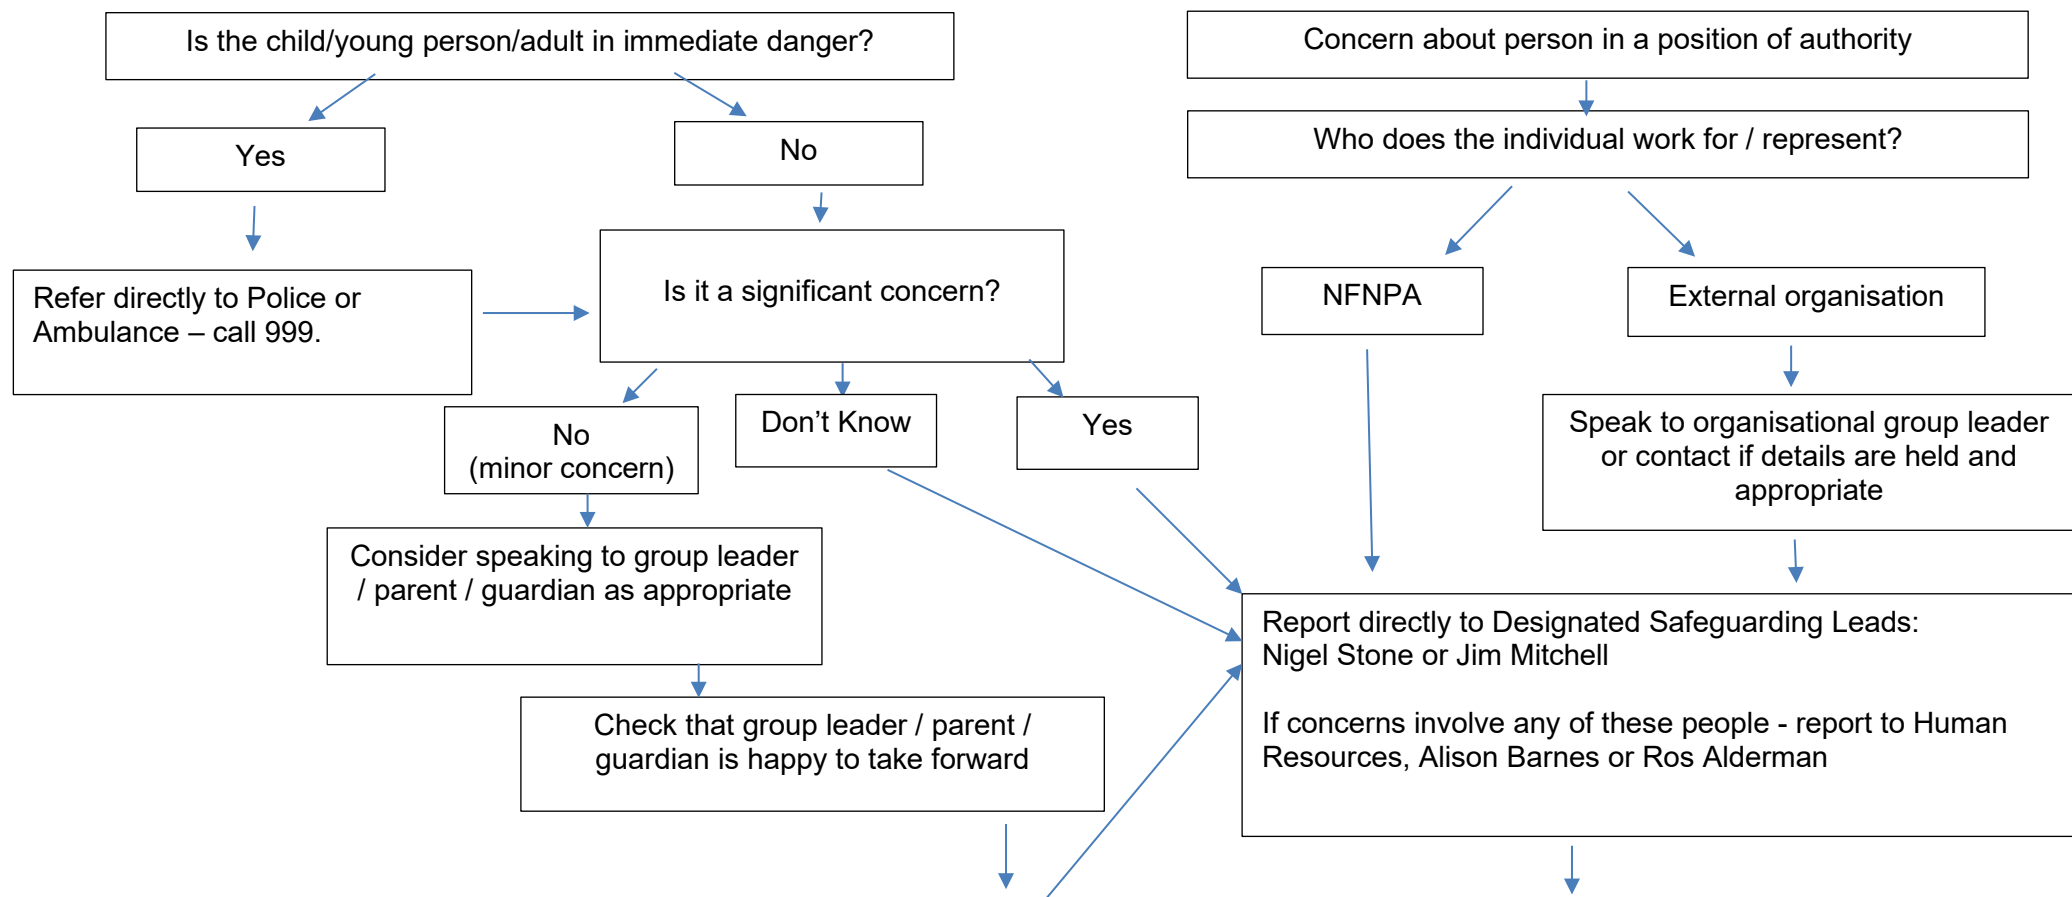 Is the child/young person/adult in immediate danger?
Yes
No
Refer directly to Police or
Ambulance – call 999.
Is it a significant concern?
No
(minor concern)
Don’t Know
Yes
Consider speaking to group leader
/ parent / guardian as appropriate
Check that group leader / parent /
guardian is happy to take forward
Concern about person in a position of authority
Who does the individual work for / represent?
NFNPA
External organisation
Speak to organisational group leader
or contact if details are held and
appropriate
Report directly to Designated Safeguarding Leads:
Nigel Stone or Jim Mitchell
If concerns involve any of these people - report to Human
Resources, Alison Barnes or Ros Alderman